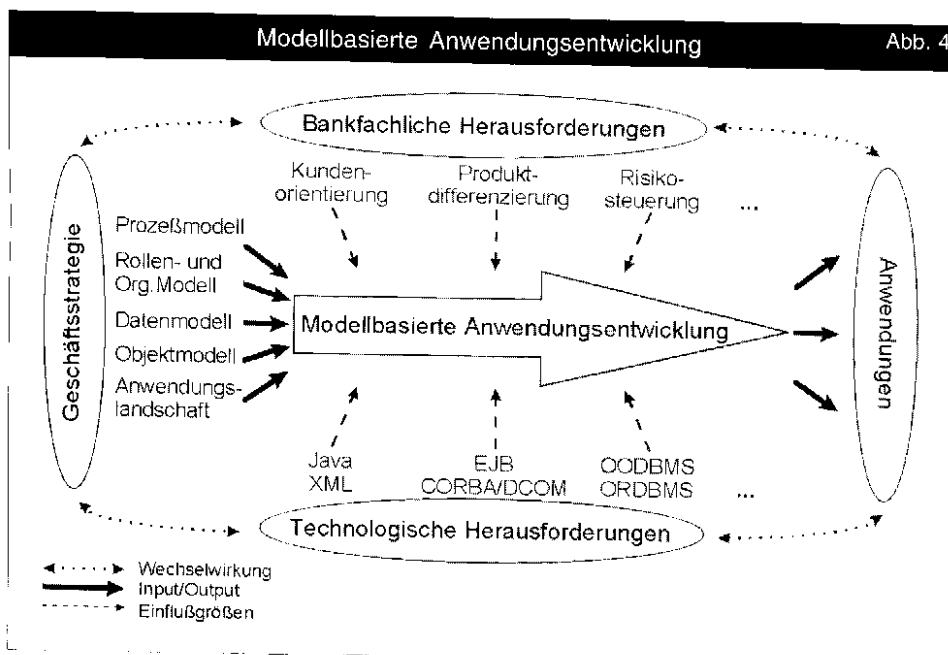 Modellbasierte Anwendungsentwicklung
Abb. 4
Bankfachliche Herausforderungen
Kunden-
orientierung
Produkt-
differenzierung
Risiko-
steuerung
...
Geschäftsstrategie
Prozeßmodell
Rollen- und
Org.Modell
Datenmodell
Objektmodell
Anwendungs-
landschaft
Modellbasierte Anwendungsentwicklung
Anwendungen
Java
XML
EJB
CORBA/DCOM
OODBMS
ORDBMS
...
Technologische Herausforderungen
Wechselwirkung
Input/Output
Einflußgrößen